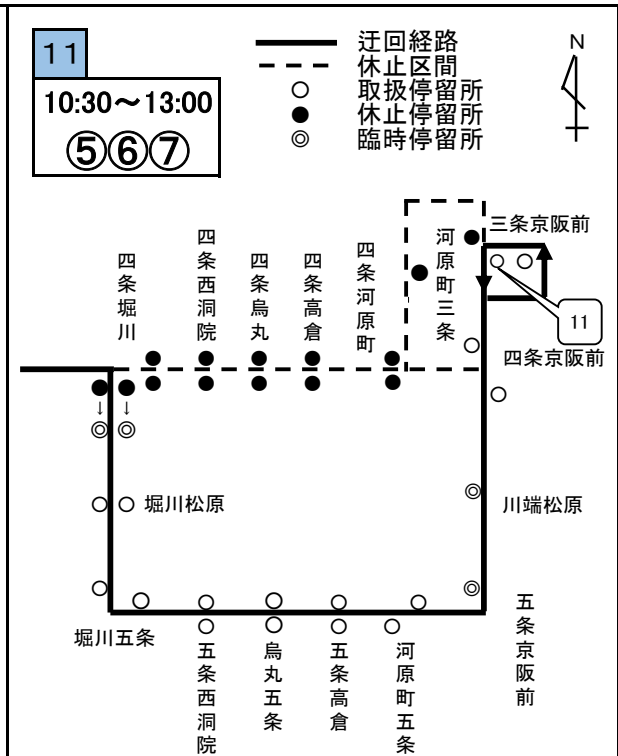 11
10:30～13:00
⑤⑥⑦
迂回経路
休止区間
取扱停留所
休止停留所
臨時停留所
N
四条堀川
四条西洞院
四条烏丸
四条高倉
四条河原町
河原町三条
三条京阪前
11
四条京阪前
↓
↓
堀川松原
川端松原
堀川五条
五条西洞院
烏丸五条
五条高倉
河原町五条
五条京阪前